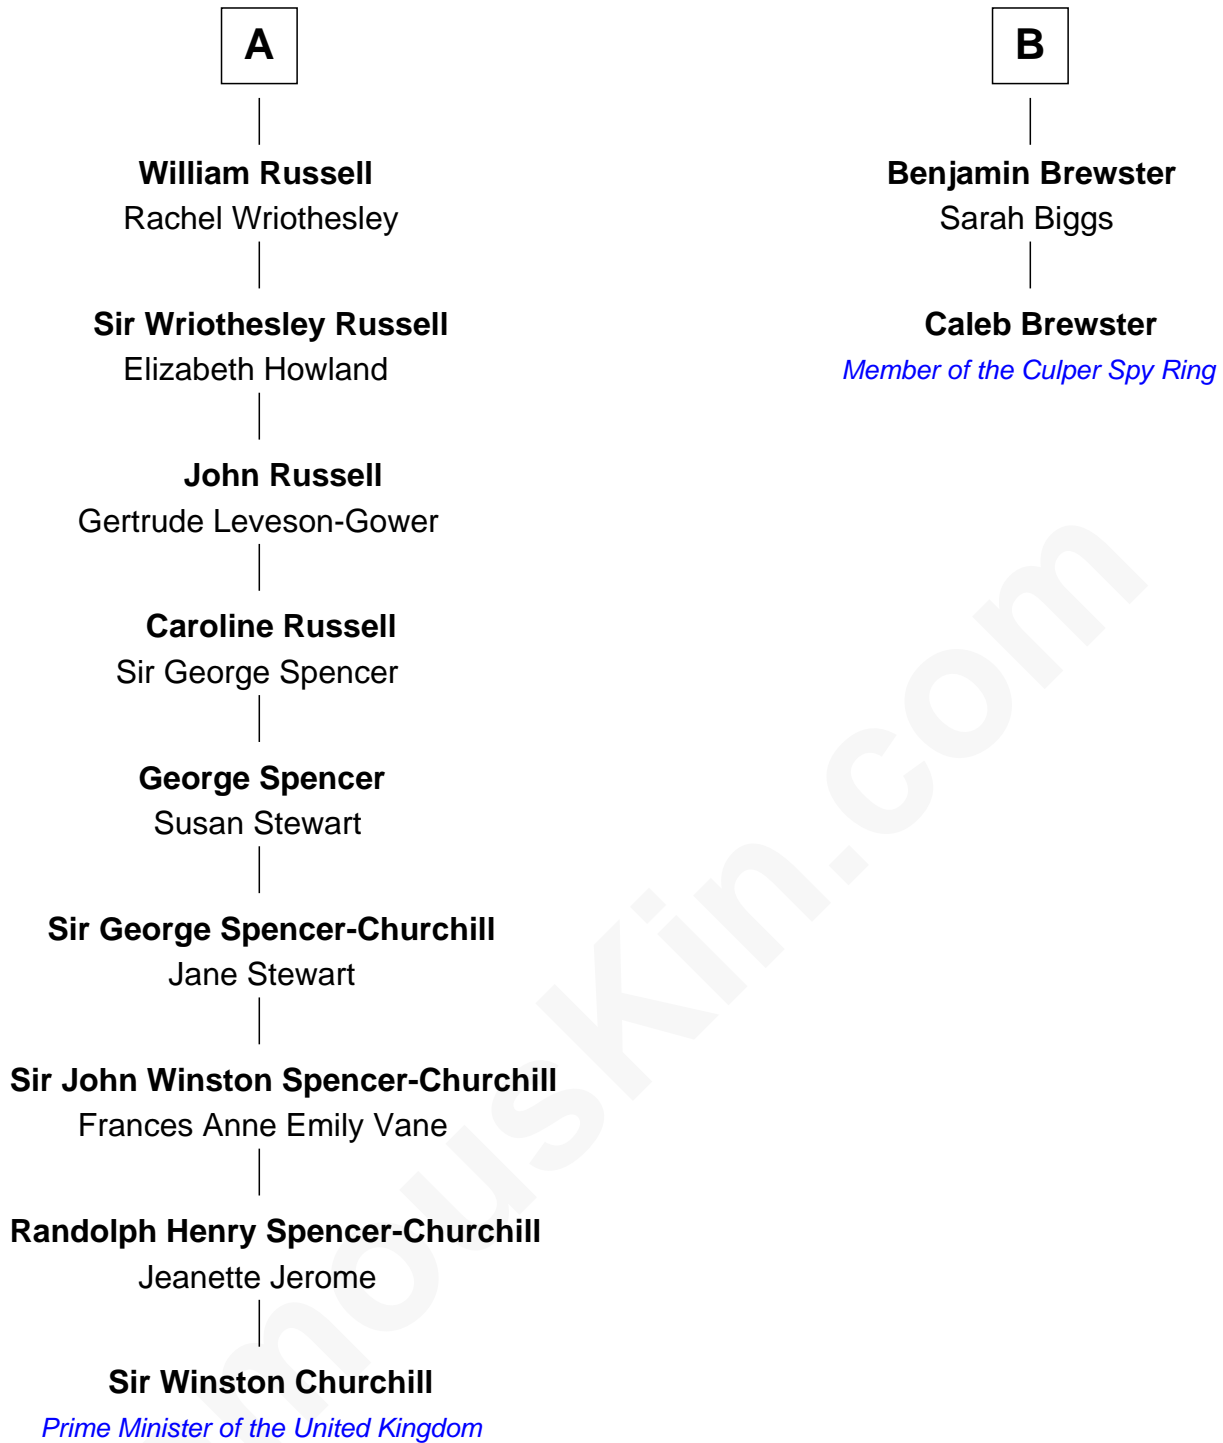 A
William Russell
Rachel Wriothesley
Sir Wriothesley Russell
Elizabeth Howland
John Russell
Gertrude Leveson-Gower
Caroline Russell
Sir George Spencer
George Spencer
Susan Stewart
Sir George Spencer-Churchill
Jane Stewart
Sir John Winston Spencer-Churchill
Frances Anne Emily Vane
Randolph Henry Spencer-Churchill
Jeanette Jerome
Sir Winston Churchill
Prime Minister of the United Kingdom
B
Benjamin Brewster
Sarah Biggs
Caleb Brewster
Member of the Culper Spy Ring
mousKin.com